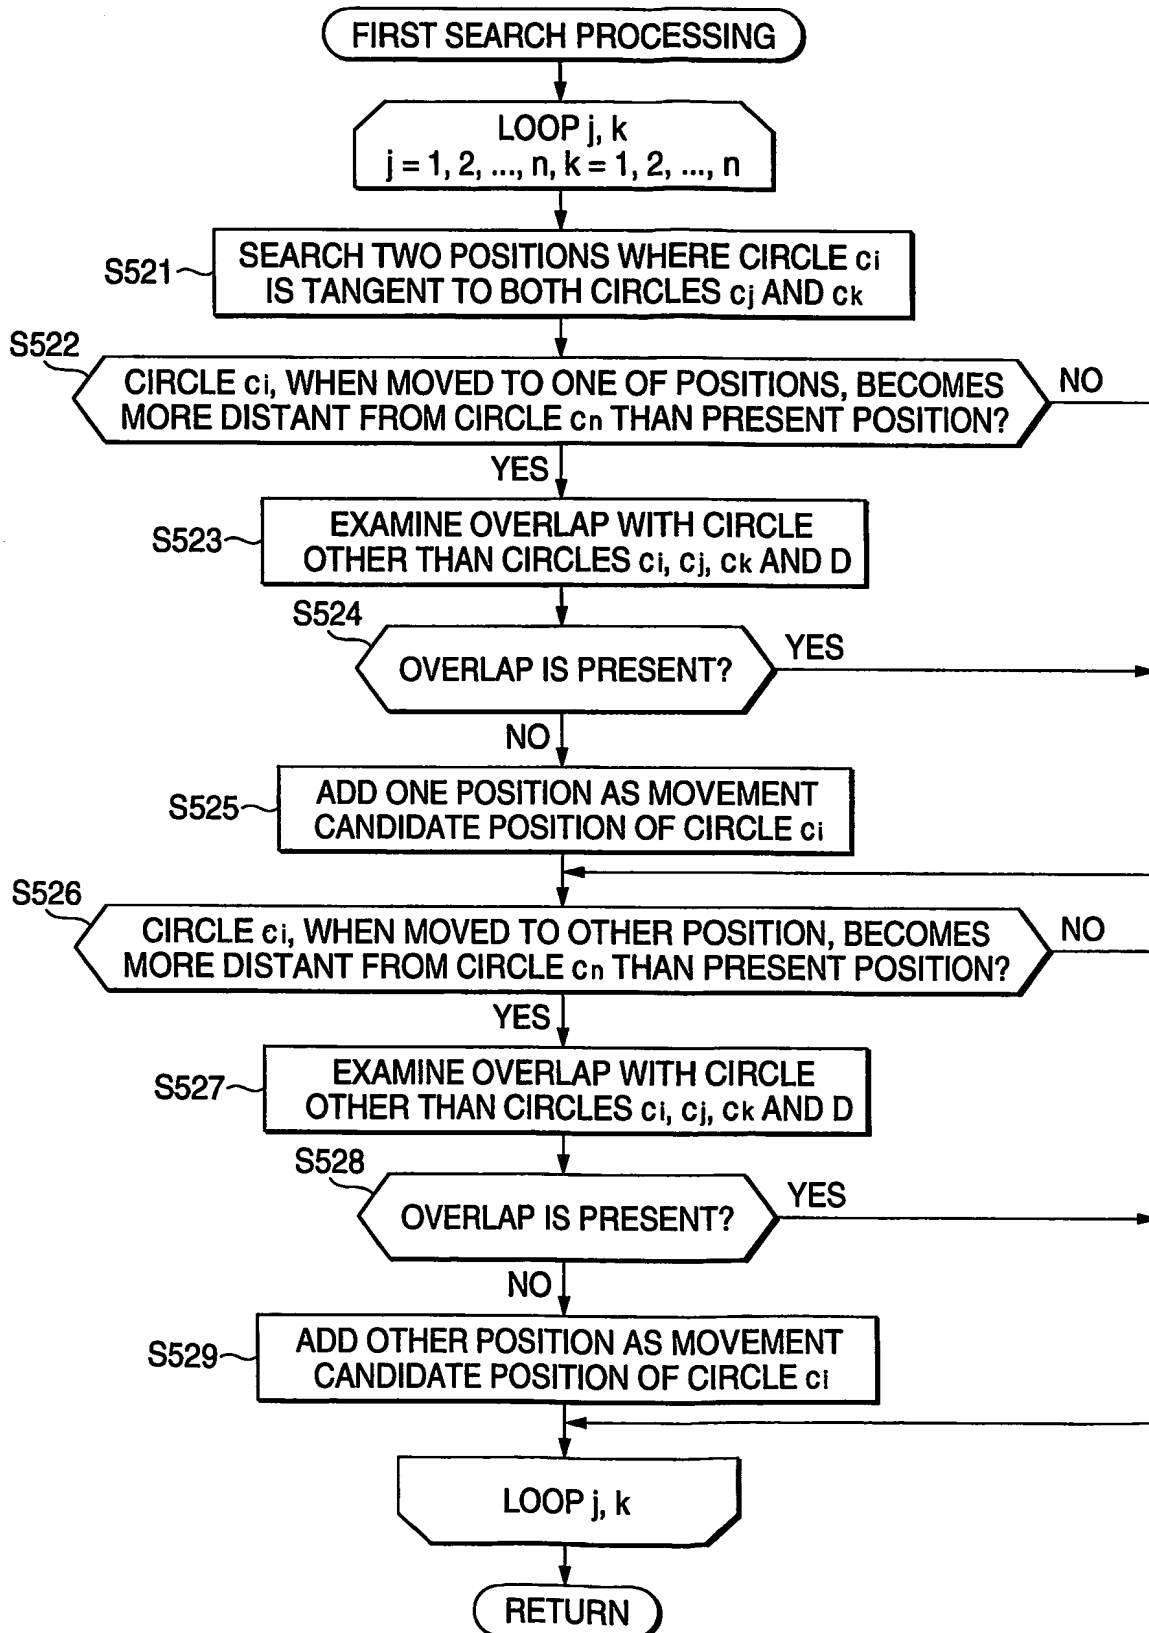 FIRST SEARCH PROCESSING
LOOP j, k
j = 1, 2, ..., n, k = 1, 2, ..., n
S521
SEARCH TWO POSITIONS WHERE CIRCLE ci
IS TANGENT TO BOTH CIRCLES cj AND ck
S522
CIRCLE ci, WHEN MOVED TO ONE OF POSITIONS, BECOMES
MORE DISTANT FROM CIRCLE cn THAN PRESENT POSITION?
NO
YES
S523
EXAMINE OVERLAP WITH CIRCLE
OTHER THAN CIRCLES ci, cj, ck AND D
S524
OVERLAP IS PRESENT?
YES
NO
S525
ADD ONE POSITION AS MOVEMENT
CANDIDATE POSITION OF CIRCLE ci
S526
CIRCLE ci, WHEN MOVED TO OTHER POSITION, BECOMES
MORE DISTANT FROM CIRCLE cn THAN PRESENT POSITION?
NO
YES
S527
EXAMINE OVERLAP WITH CIRCLE
OTHER THAN CIRCLES ci, cj, ck AND D
S528
OVERLAP IS PRESENT?
YES
NO
S529
ADD OTHER POSITION AS MOVEMENT
CANDIDATE POSITION OF CIRCLE ci
LOOP j, k
RETURN